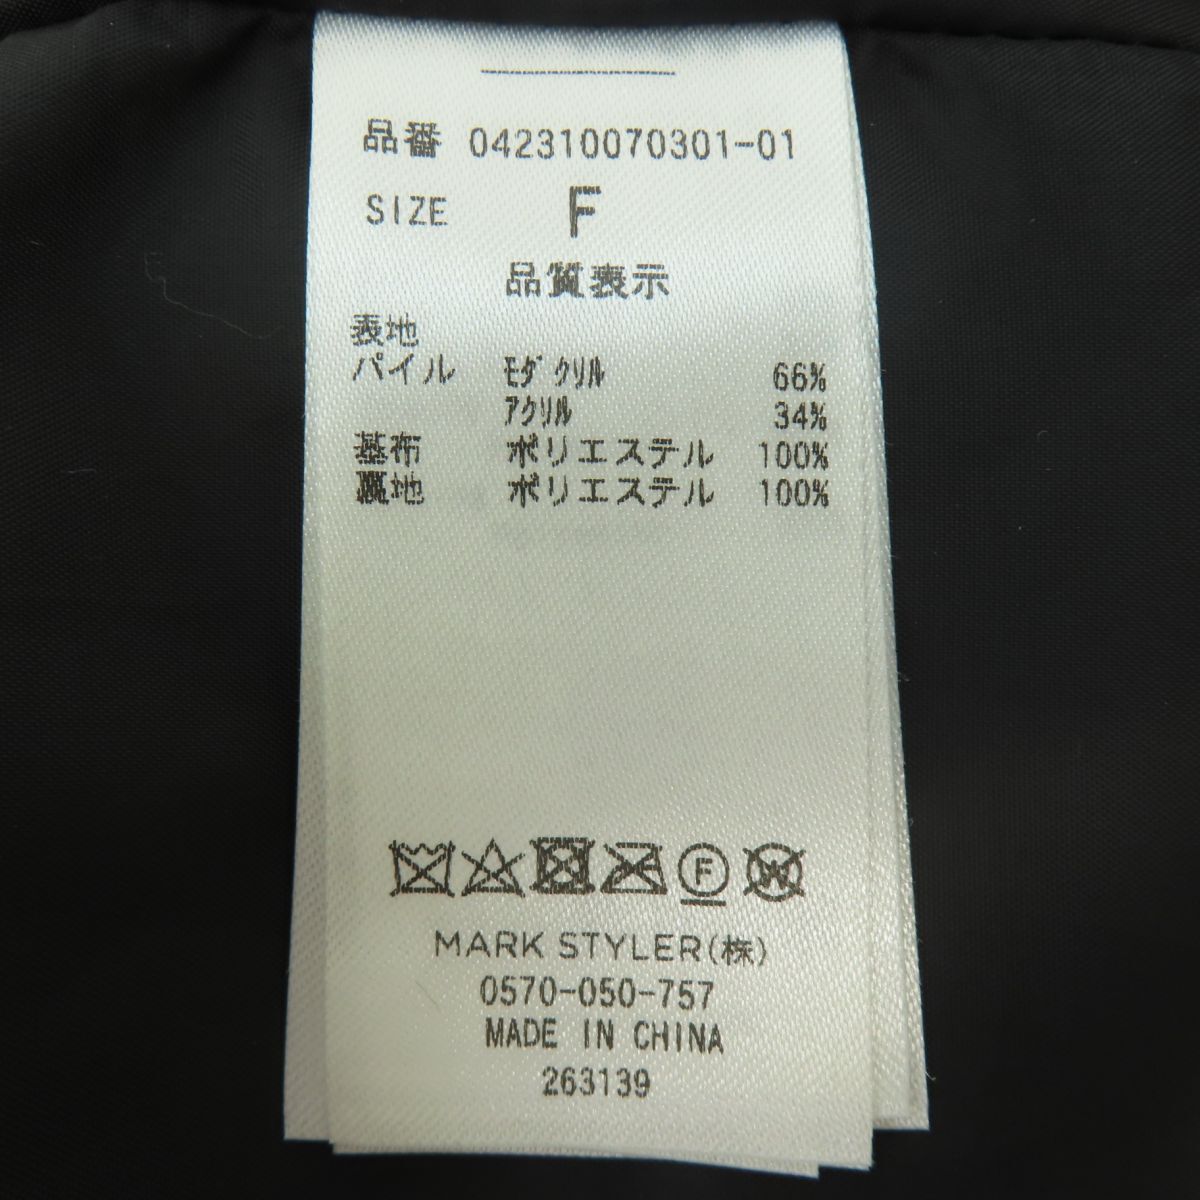 品番 042310070301-01
SIZE F
品質表示
表地
パイル モダクリル 66%
アクリル 34%
基布 ポリエステル 100%
裏地 ポリエステル 100%
F W
MARK STYLER(株)
0570-050-757
MADE IN CHINA
263139